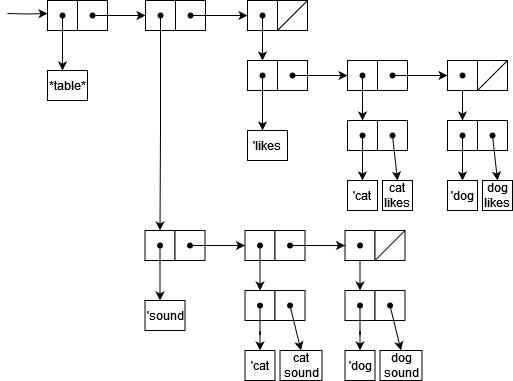 *table*
'likes
'cat
cat
likes
'dog
dog
likes
'sound
'cat
cat
sound
'dog
dog
sound